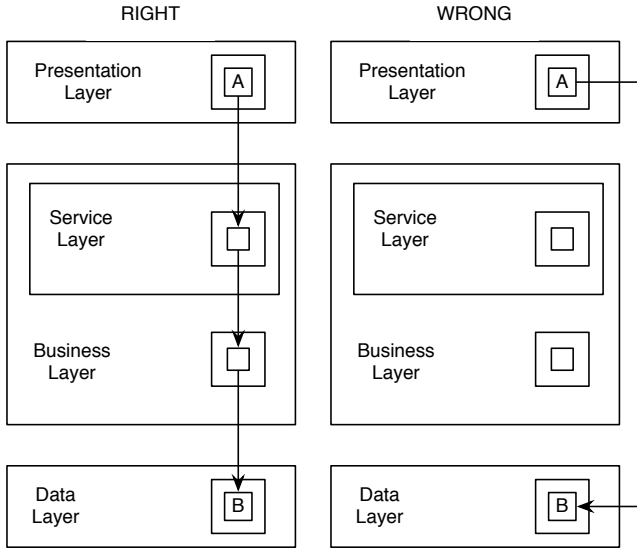 RIGHT
WRONG
Presentation
Layer
A
Presentation
Layer
A
Service
Layer
Service
Layer
Business
Layer
Business
Layer
Data
Layer
B
Data
Layer
B